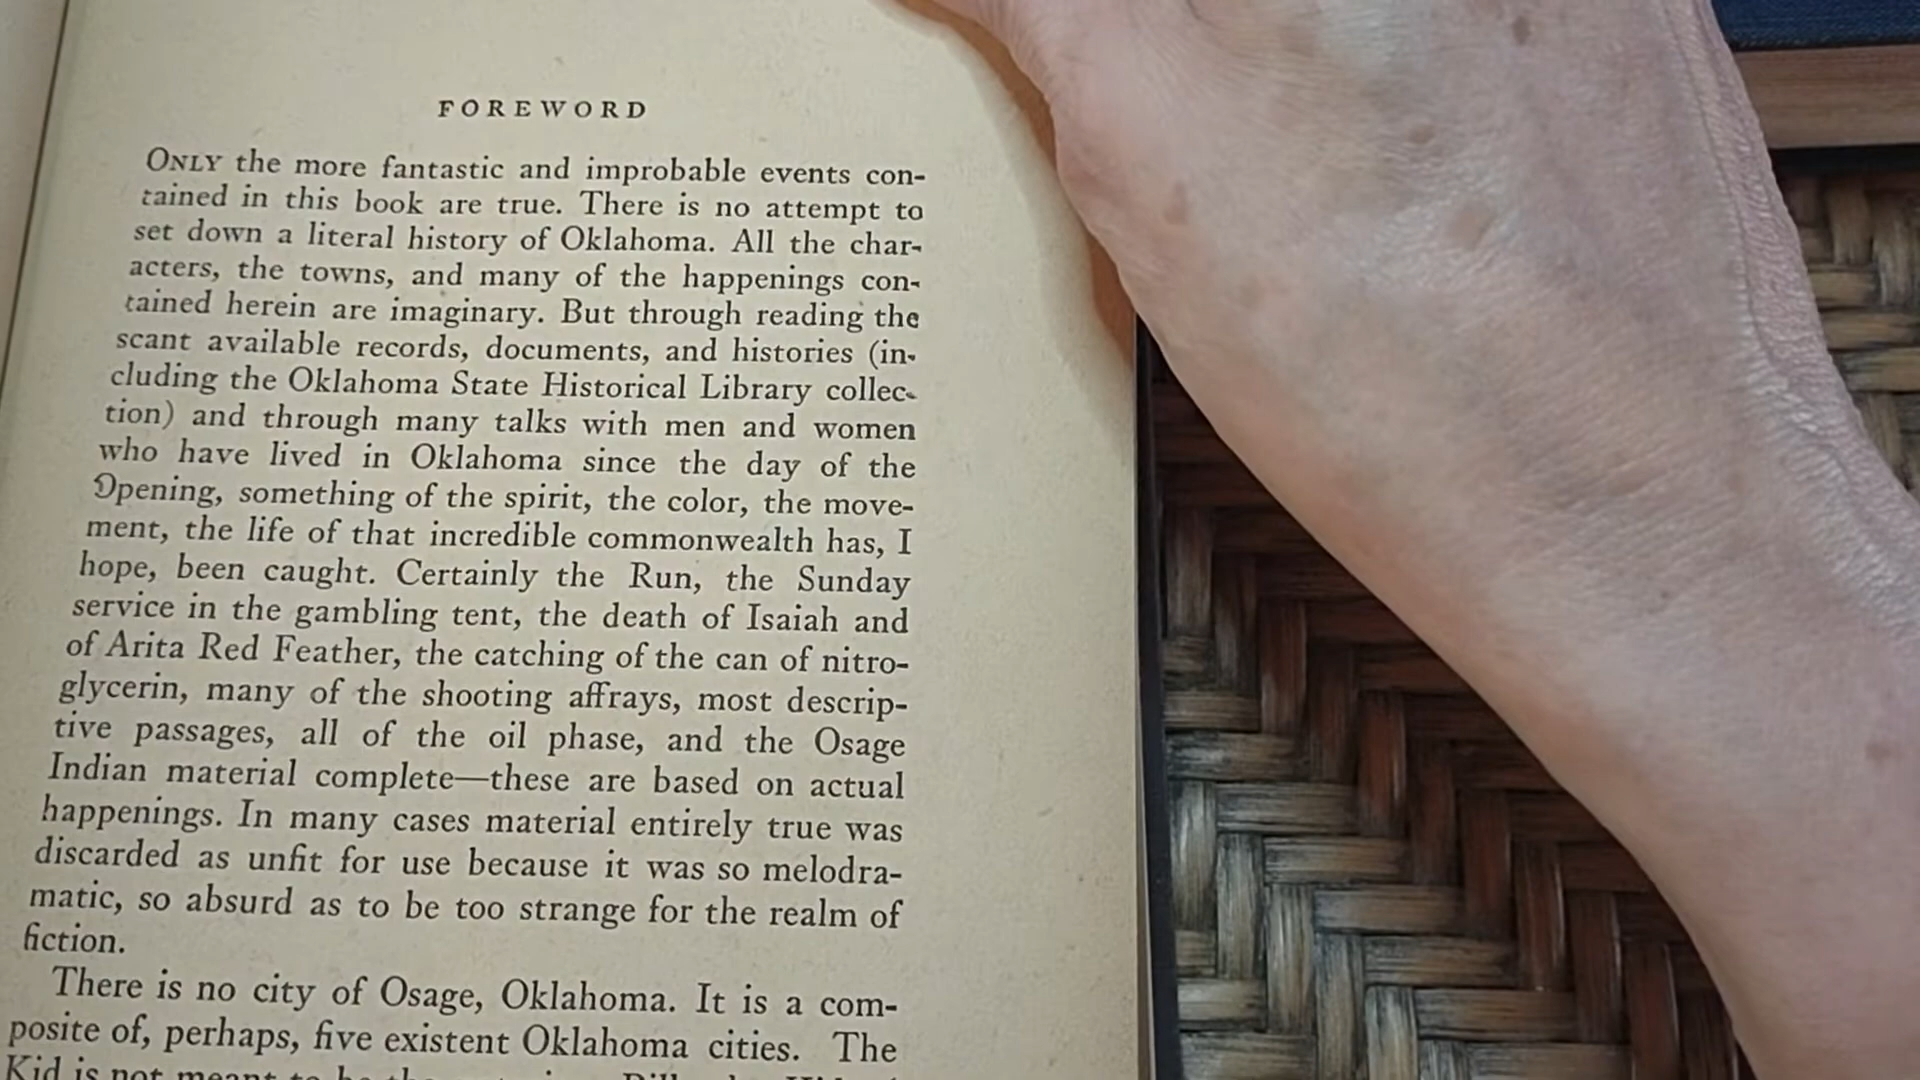 FOREWORD
ONLY the more fantastic and improbable events con-
tained in this book are true. There is no attempt to
set down a literal history of Oklahoma. All the char-
acters, the towns, and many of the happenings con-
tained herein are imaginary. But through reading the
scant available records, documents, and histories (in-
cluding the Oklahoma State Historical Library collec-
tion) and through many talks with men and women
who have lived in Oklahoma since the day of the
Opening, something of the spirit, the color, the move-
ment, the life of that incredible commonwealth has, I
hope, been caught. Certainly the Run, the Sunday
service in the gambling tent, the death of Isaiah and
of Arita Red Feather, the catching of the can of nitro-
glycerin, many of the shooting affrays, most descrip-
tive passages, all of the oil phase, and the Osage
Indian material complete—these are based on actual
happenings. In many cases material entirely true was
discarded as unfit for use because it was so melodra-
matic, so absurd as to be too strange for the realm of
fiction.
There is no city of Osage, Oklahoma. It is a com-
posite of, perhaps, five existent Oklahoma cities. The
Kid is not meant to be the